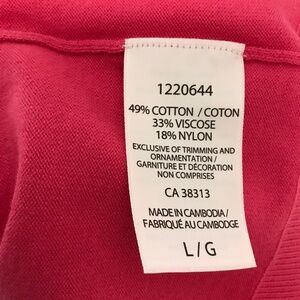 1220644
49% COTTON / COTON
33% VISCOSE
18% NYLON
EXCLUSIVE OF TRIMMING AND
ORNAMENTATION/
GARNITURE ET DÉCORATION
NON COMPRISES
CA 38313
MADE IN CAMBODIA/
FABRIQUÉ AU CAMBODGE
L/G